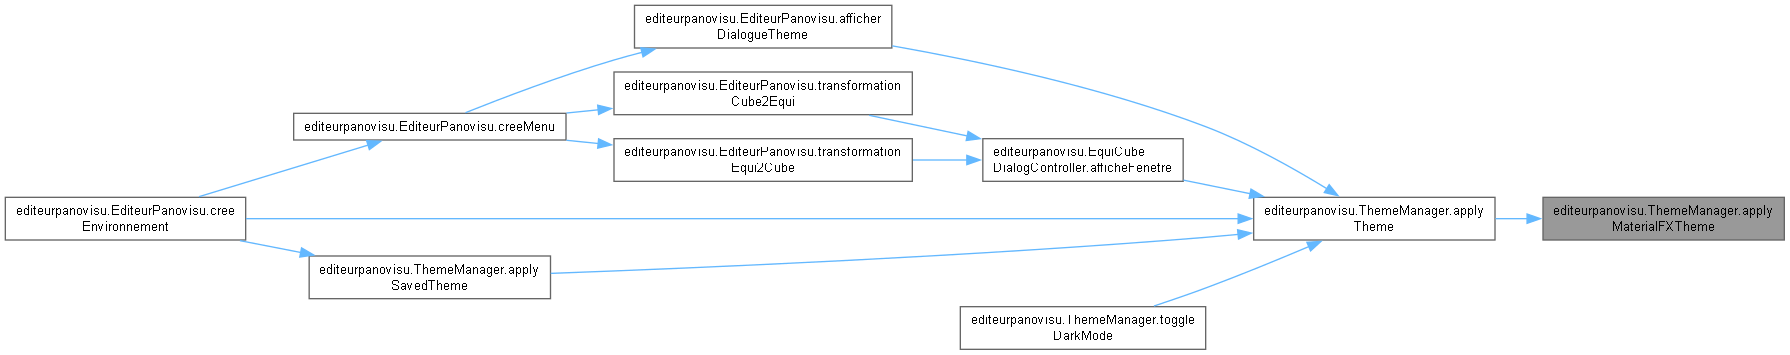 editeurpanovisu.EditeurPanovisu.afficher
DialogueTheme
editeurpanovisu.EditeurPanovisu.transformation
Cube2Equi
editeurpanovisu.EditeurPanovisu.creeMenu
editeurpanovisu.EditeurPanovisu.transformation
Equi2Cube
editeurpanovisu.EquiCube
DialogController.afficheFenetre
editeurpanovisu.EditeurPanovisu.cree
Environnement
editeurpanovisu.ThemeManager.apply
Theme
editeurpanovisu.ThemeManager.apply
MaterialFXTheme
editeurpanovisu.ThemeManager.apply
SavedTheme
editeurpanovisu.ThemeManager.toggle
DarkMode